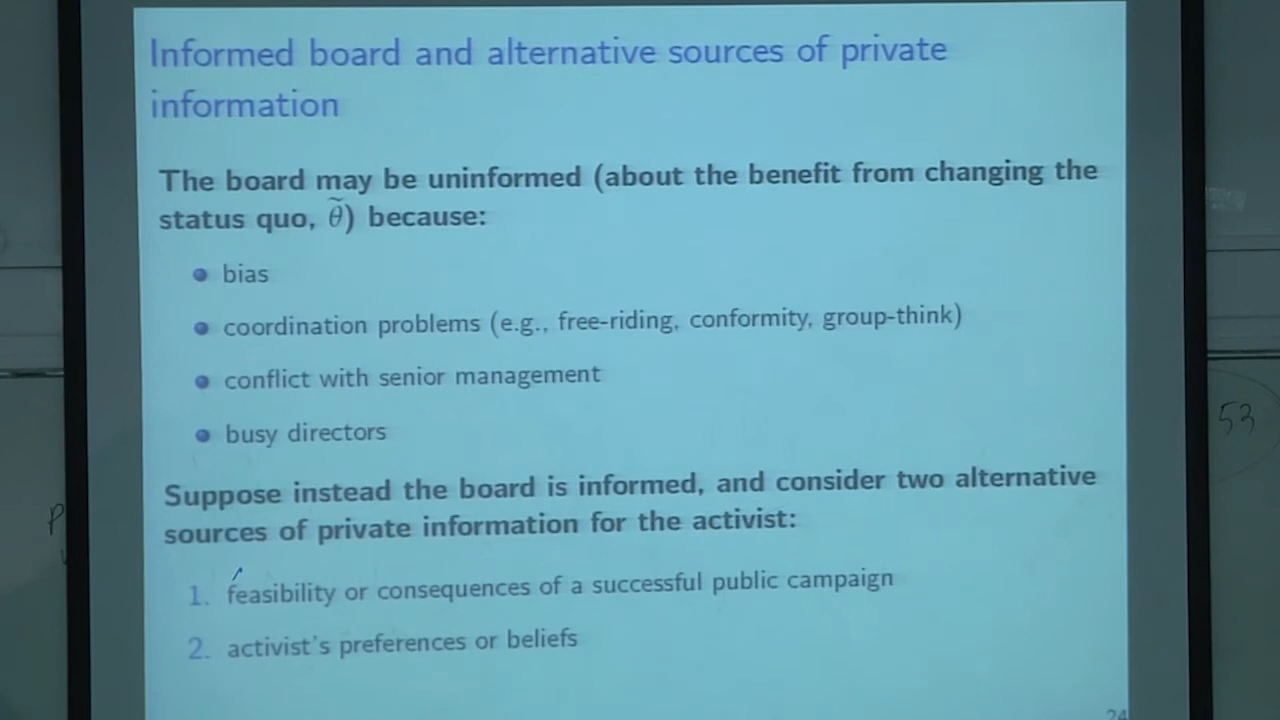 Informed board and alternative sources of private
information
The board may be uninformed (about the benefit from changing the
status quo, θ̃) because:
bias
coordination problems (e.g., free-riding, conformity, group-think)
conflict with senior management
busy directors
Suppose instead the board is informed, and consider two alternative
sources of private information for the activist:
1. feasibility or consequences of a successful public campaign
2. activist's preferences or beliefs
24
53
P